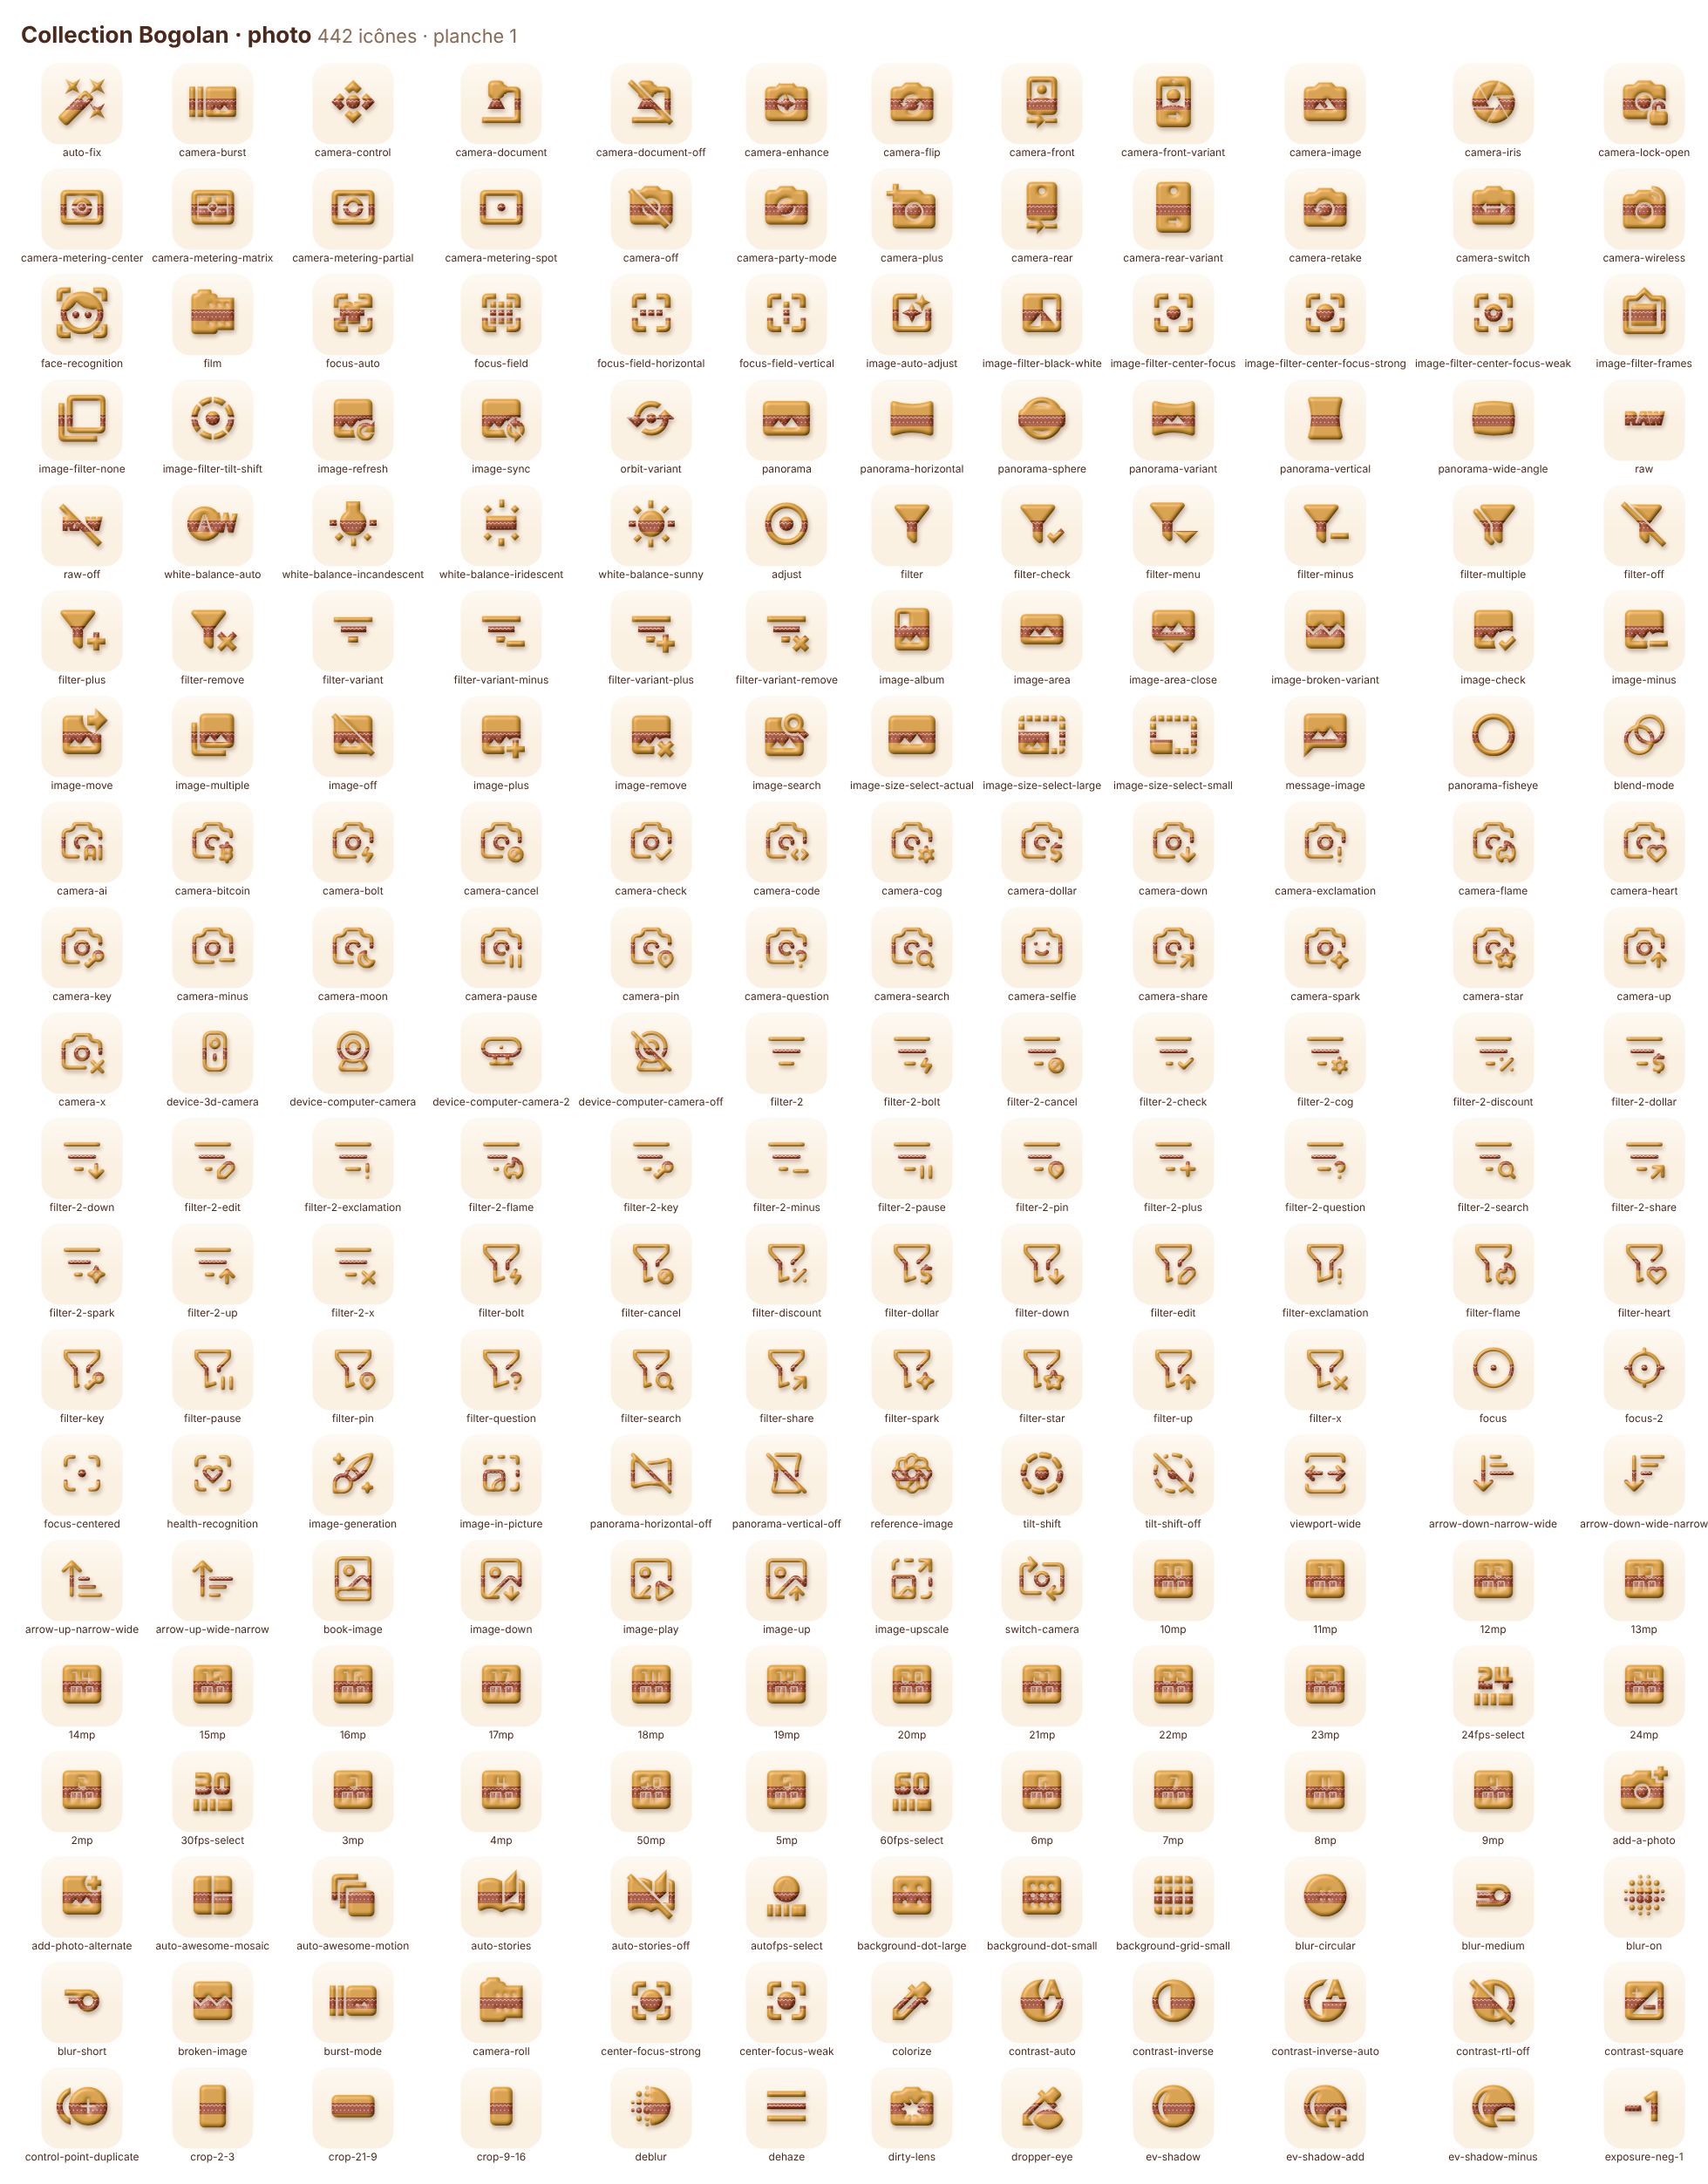 Collection Bogolan · photo 442 icônes · planche 1
auto-fix camera-burst camera-control camera-document camera-document-off camera-enhance camera-flip camera-front camera-front-variant camera-image camera-iris camera-lock-open
camera-metering-center camera-metering-matrix camera-metering-partial camera-metering-spot camera-off camera-party-mode camera-plus camera-rear camera-rear-variant camera-retake camera-switch camera-wireless
face-recognition film focus-auto focus-field focus-field-horizontal focus-field-vertical image-auto-adjust image-filter-black-white image-filter-center-focus image-filter-center-focus-strong image-filter-center-focus-weak image-filter-frames
RAW
image-filter-none image-filter-tilt-shift image-refresh image-sync orbit-variant panorama panorama-horizontal panorama-sphere panorama-variant panorama-vertical panorama-wide-angle raw
raw-off white-balance-auto white-balance-incandescent white-balance-iridescent white-balance-sunny adjust filter filter-check filter-menu filter-minus filter-multiple filter-off
filter-plus filter-remove filter-variant filter-variant-minus filter-variant-plus filter-variant-remove image-album image-area image-area-close image-broken-variant image-check image-minus
image-move image-multiple image-off image-plus image-remove image-search image-size-select-actual image-size-select-large image-size-select-small message-image panorama-fisheye blend-mode
camera-ai camera-bitcoin camera-bolt camera-cancel camera-check camera-code camera-cog camera-dollar camera-down camera-exclamation camera-flame camera-heart
camera-key camera-minus camera-moon camera-pause camera-pin camera-question camera-search camera-selfie camera-share camera-spark camera-star camera-up
camera-x device-3d-camera device-computer-camera device-computer-camera-2 device-computer-camera-off filter-2 filter-2-bolt filter-2-cancel filter-2-check filter-2-cog filter-2-discount filter-2-dollar
filter-2-down filter-2-edit filter-2-exclamation filter-2-flame filter-2-key filter-2-minus filter-2-pause filter-2-pin filter-2-plus filter-2-question filter-2-search filter-2-share
filter-2-spark filter-2-up filter-2-x filter-bolt filter-cancel filter-discount filter-dollar filter-down filter-edit filter-exclamation filter-flame filter-heart
filter-key filter-pause filter-pin filter-question filter-search filter-share filter-spark filter-star filter-up filter-x focus focus-2
focus-centered health-recognition image-generation image-in-picture panorama-horizontal-off panorama-vertical-off reference-image tilt-shift tilt-shift-off viewport-wide arrow-down-narrow-wide arrow-down-wide-narrow
arrow-up-narrow-wide arrow-up-wide-narrow book-image image-down image-play image-up image-upscale switch-camera 10mp 11mp 12mp 13mp
24
14mp 15mp 16mp 17mp 18mp 19mp 20mp 21mp 22mp 23mp 24fps-select 24mp
30 60
2mp 30fps-select 3mp 4mp 50mp 5mp 60fps-select 6mp 7mp 8mp 9mp add-a-photo
add-photo-alternate auto-awesome-mosaic auto-awesome-motion auto-stories auto-stories-off autofps-select background-dot-large background-dot-small background-grid-small blur-circular blur-medium blur-on
blur-short broken-image burst-mode camera-roll center-focus-strong center-focus-weak colorize contrast-auto contrast-inverse contrast-inverse-auto contrast-rtl-off contrast-square
-1
control-point-duplicate crop-2-3 crop-21-9 crop-9-16 deblur dehaze dirty-lens dropper-eye ev-shadow ev-shadow-add ev-shadow-minus exposure-neg-1